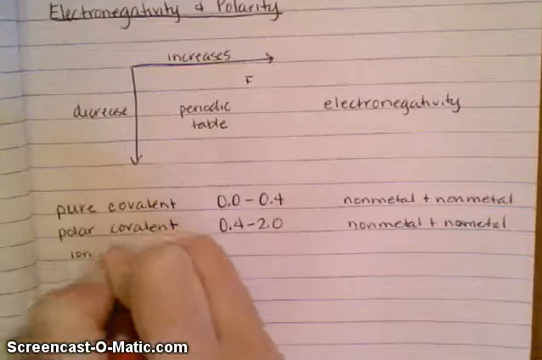 Electronegativity & Polarity
increases
F
decrease
periodic
table
electronegativity
pure covalent 0.0 - 0.4 nonmetal + nonmetal
polar covalent 0.4 - 2.0 nonmetal + nometal
ion
Screencast-O-Matic.com